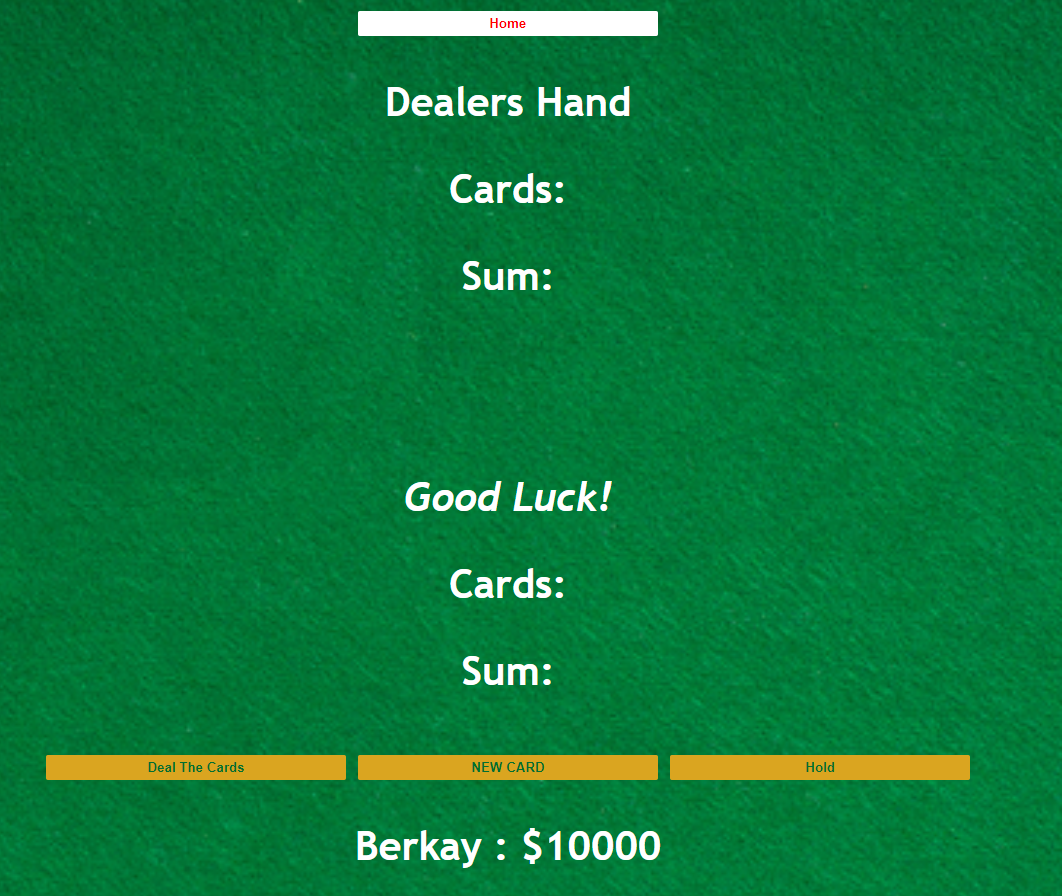 Home
Dealers Hand
Cards:
Sum:
Good Luck!
Cards:
Sum:
Deal The Cards NEW CARD Hold
Berkay : $10000